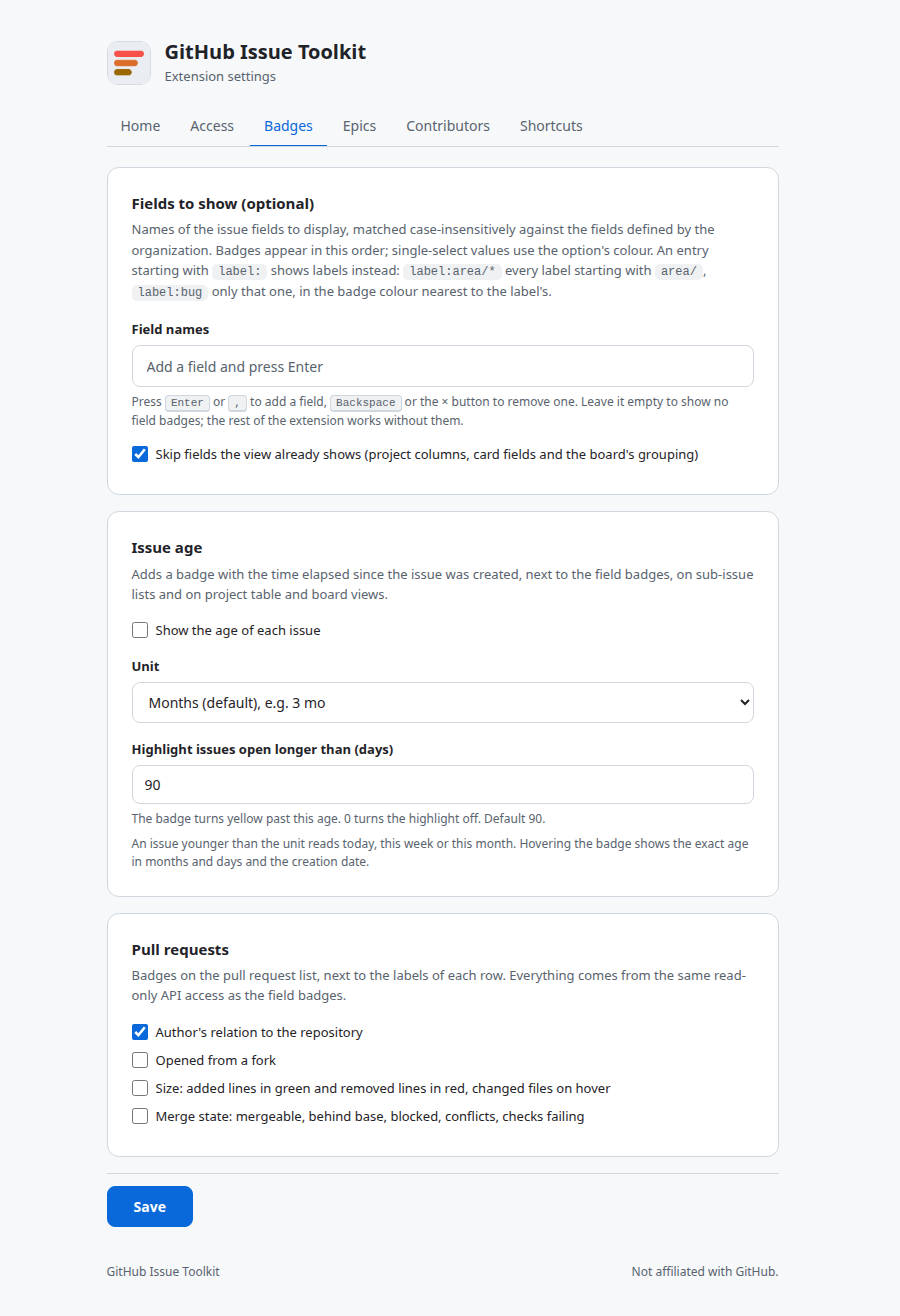 GitHub Issue Toolkit
Extension settings
Home Access Badges Epics Contributors Shortcuts
Fields to show (optional)
Names of the issue fields to display, matched case-insensitively against the fields defined by the
organization. Badges appear in this order; single-select values use the option's colour. An entry
starting with label: shows labels instead: label:area/* every label starting with area/,
label:bug only that one, in the badge colour nearest to the label's.
Field names
Add a field and press Enter
Press Enter or , to add a field, Backspace or the × button to remove one. Leave it empty to show no
field badges; the rest of the extension works without them.
Skip fields the view already shows (project columns, card fields and the board's grouping)
Issue age
Adds a badge with the time elapsed since the issue was created, next to the field badges, on sub-issue
lists and on project table and board views.
Show the age of each issue
Unit
Months (default), e.g. 3 mo
Highlight issues open longer than (days)
90
The badge turns yellow past this age. 0 turns the highlight off. Default 90.
An issue younger than the unit reads today, this week or this month. Hovering the badge shows the exact age
in months and days and the creation date.
Pull requests
Badges on the pull request list, next to the labels of each row. Everything comes from the same read-
only API access as the field badges.
Author's relation to the repository
Opened from a fork
Size: added lines in green and removed lines in red, changed files on hover
Merge state: mergeable, behind base, blocked, conflicts, checks failing
Save
GitHub Issue Toolkit
Not affiliated with GitHub.